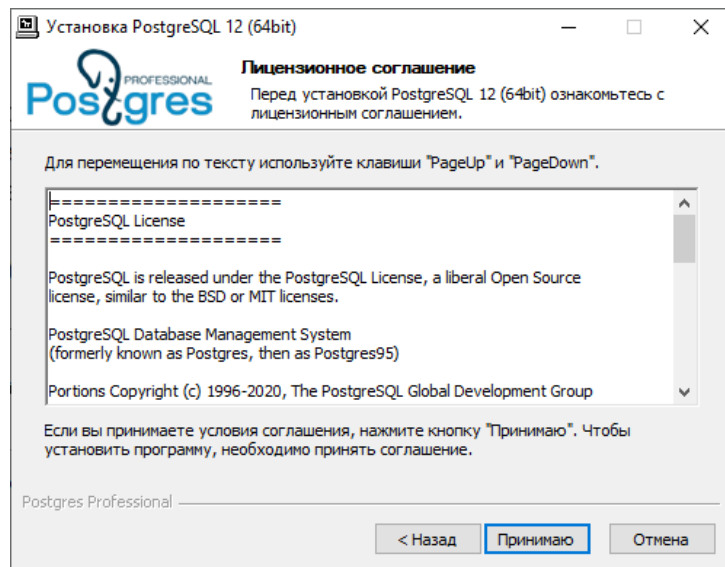 Установка PostgreSQL 12 (64bit)
PROFESSIONAL
Postgres
Лицензионное соглашение
Перед установкой PostgreSQL 12 (64bit) ознакомьтесь с
лицензионным соглашением.
Для перемещения по тексту используйте клавиши "PageUp" и "PageDown".
=====================
PostgreSQL License
=====================
PostgreSQL is released under the PostgreSQL License, a liberal Open Source
license, similar to the BSD or MIT licenses.
PostgreSQL Database Management System
(formerly known as Postgres, then as Postgres95)
Portions Copyright (c) 1996-2020, The PostgreSQL Global Development Group
Если вы принимаете условия соглашения, нажмите кнопку "Принимаю". Чтобы
установить программу, необходимо принять соглашение.
Postgres Professional
< Назад Принимаю Отмена